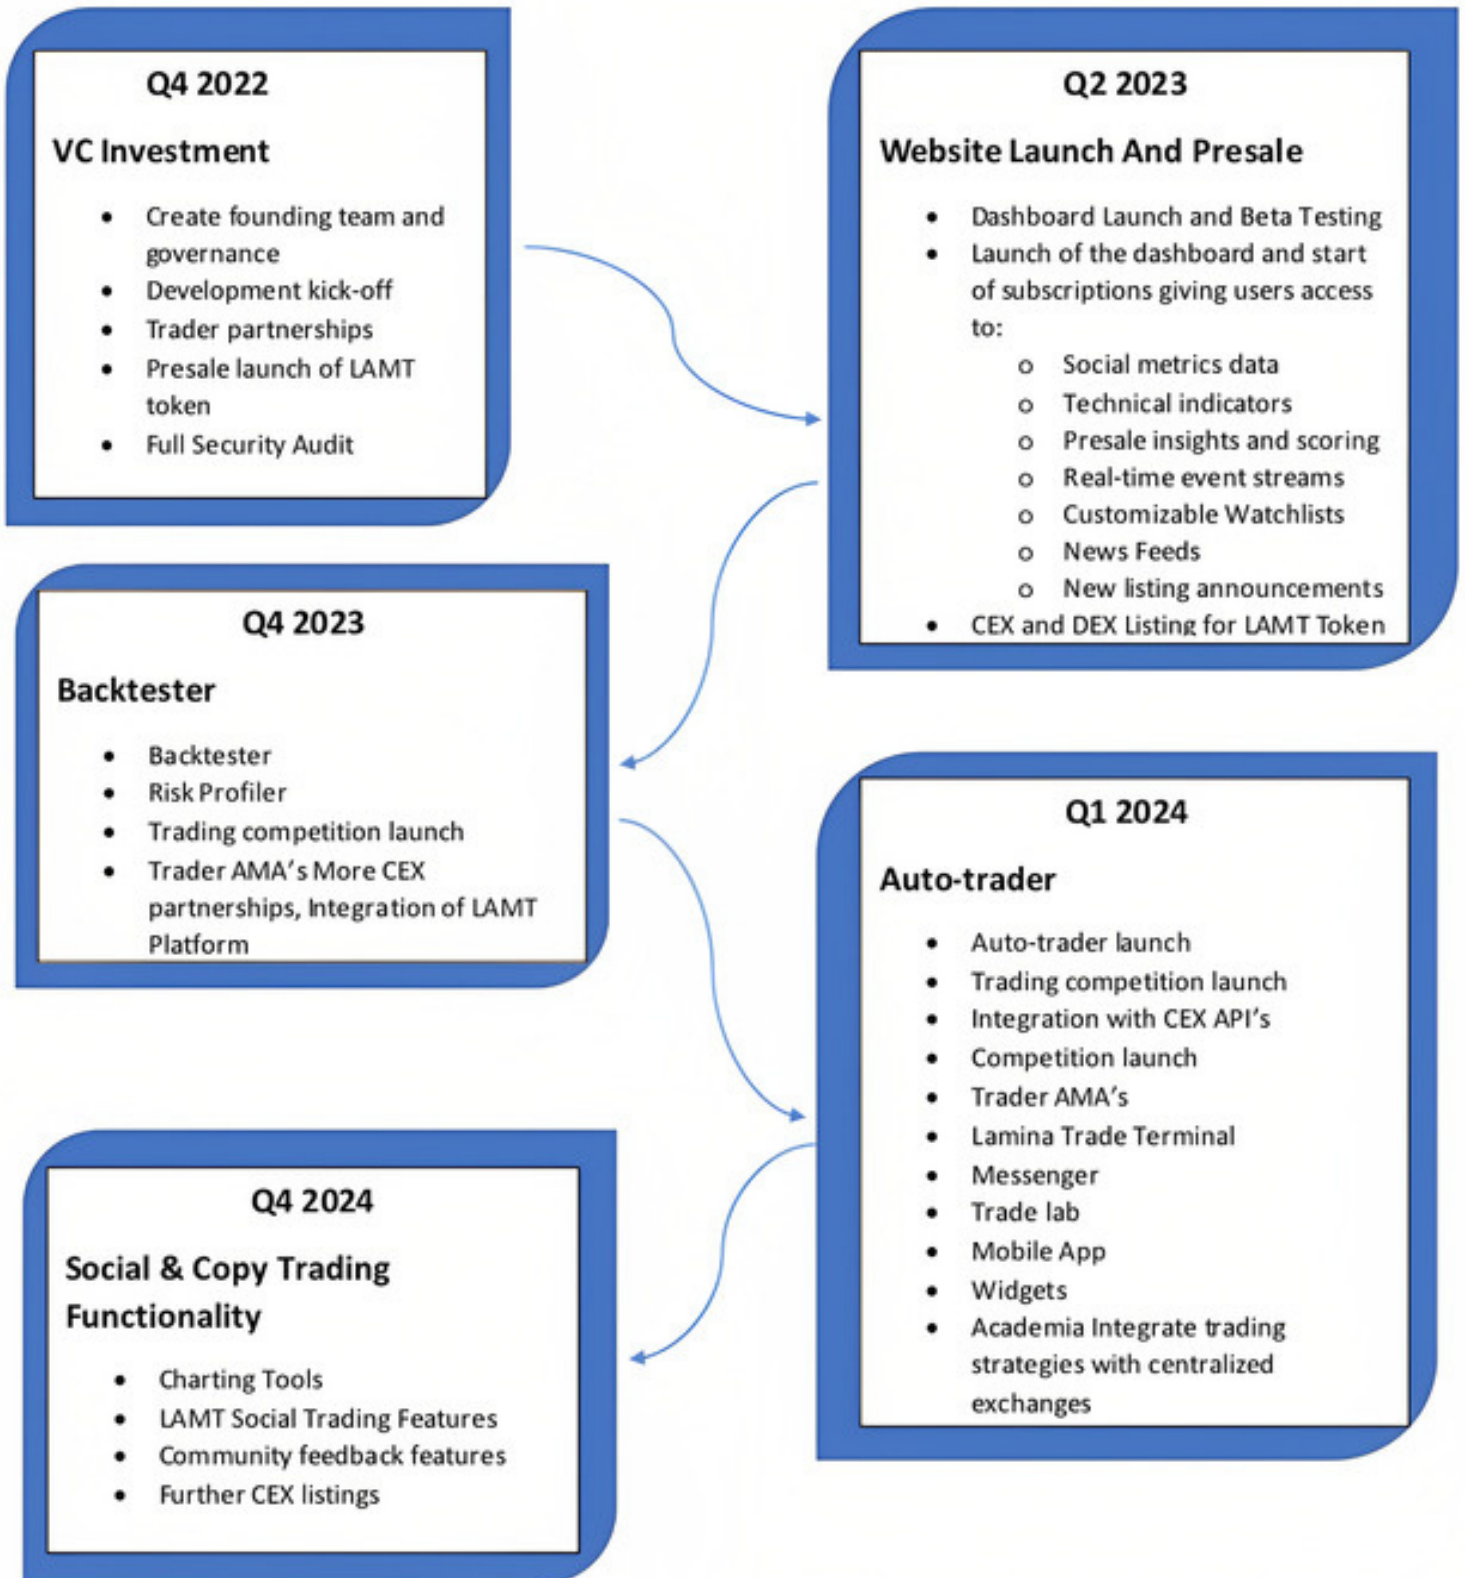 Q4 2022
VC Investment
• Create founding team and
governance
• Development kick-off
• Trader partnerships
• Presale launch of LAMT
token
• Full Security Audit
Q2 2023
Website Launch And Presale
• Dashboard Launch and Beta Testing
• Launch of the dashboard and start
of subscriptions giving users access
to:
o Social metrics data
o Technical indicators
o Presale insights and scoring
o Real-time event streams
o Customizable Watchlists
o News Feeds
o New listing announcements
• CEX and DEX Listing for LAMT Token
Q4 2023
Backtester
• Backtester
• Risk Profiler
• Trading competition launch
• Trader AMA’s More CEX
partnerships, Integration of LAMT
Platform
Q1 2024
Auto-trader
• Auto-trader launch
• Trading competition launch
• Integration with CEX API’s
• Competition launch
• Trader AMA’s
• Lamina Trade Terminal
• Messenger
• Trade lab
• Mobile App
• Widgets
• Academia Integrate trading
strategies with centralized
exchanges
Q4 2024
Social & Copy Trading
Functionality
• Charting Tools
• LAMT Social Trading Features
• Community feedback features
• Further CEX listings